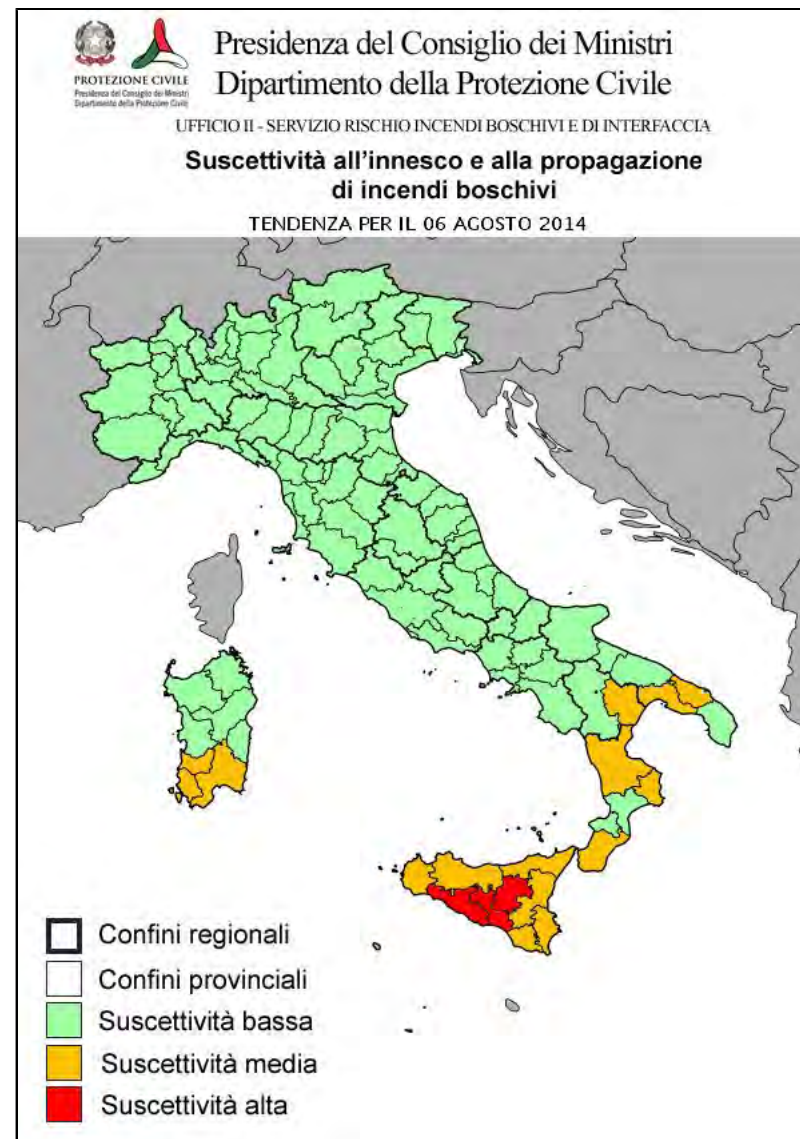 PROTEZIONE CIVILE
Presidenza del Consiglio dei Ministri
Dipartimento della Protezione Civile
Presidenza del Consiglio dei Ministri
Dipartimento della Protezione Civile
UFFICIO II - SERVIZIO RISCHIO INCENDI BOSCHIVI E DI INTERFACCIA
Suscettività all'innesco e alla propagazione
di incendi boschivi
TENDENZA PER IL 06 AGOSTO 2014
Confini regionali
Confini provinciali
Suscettività bassa
Suscettività media
Suscettività alta